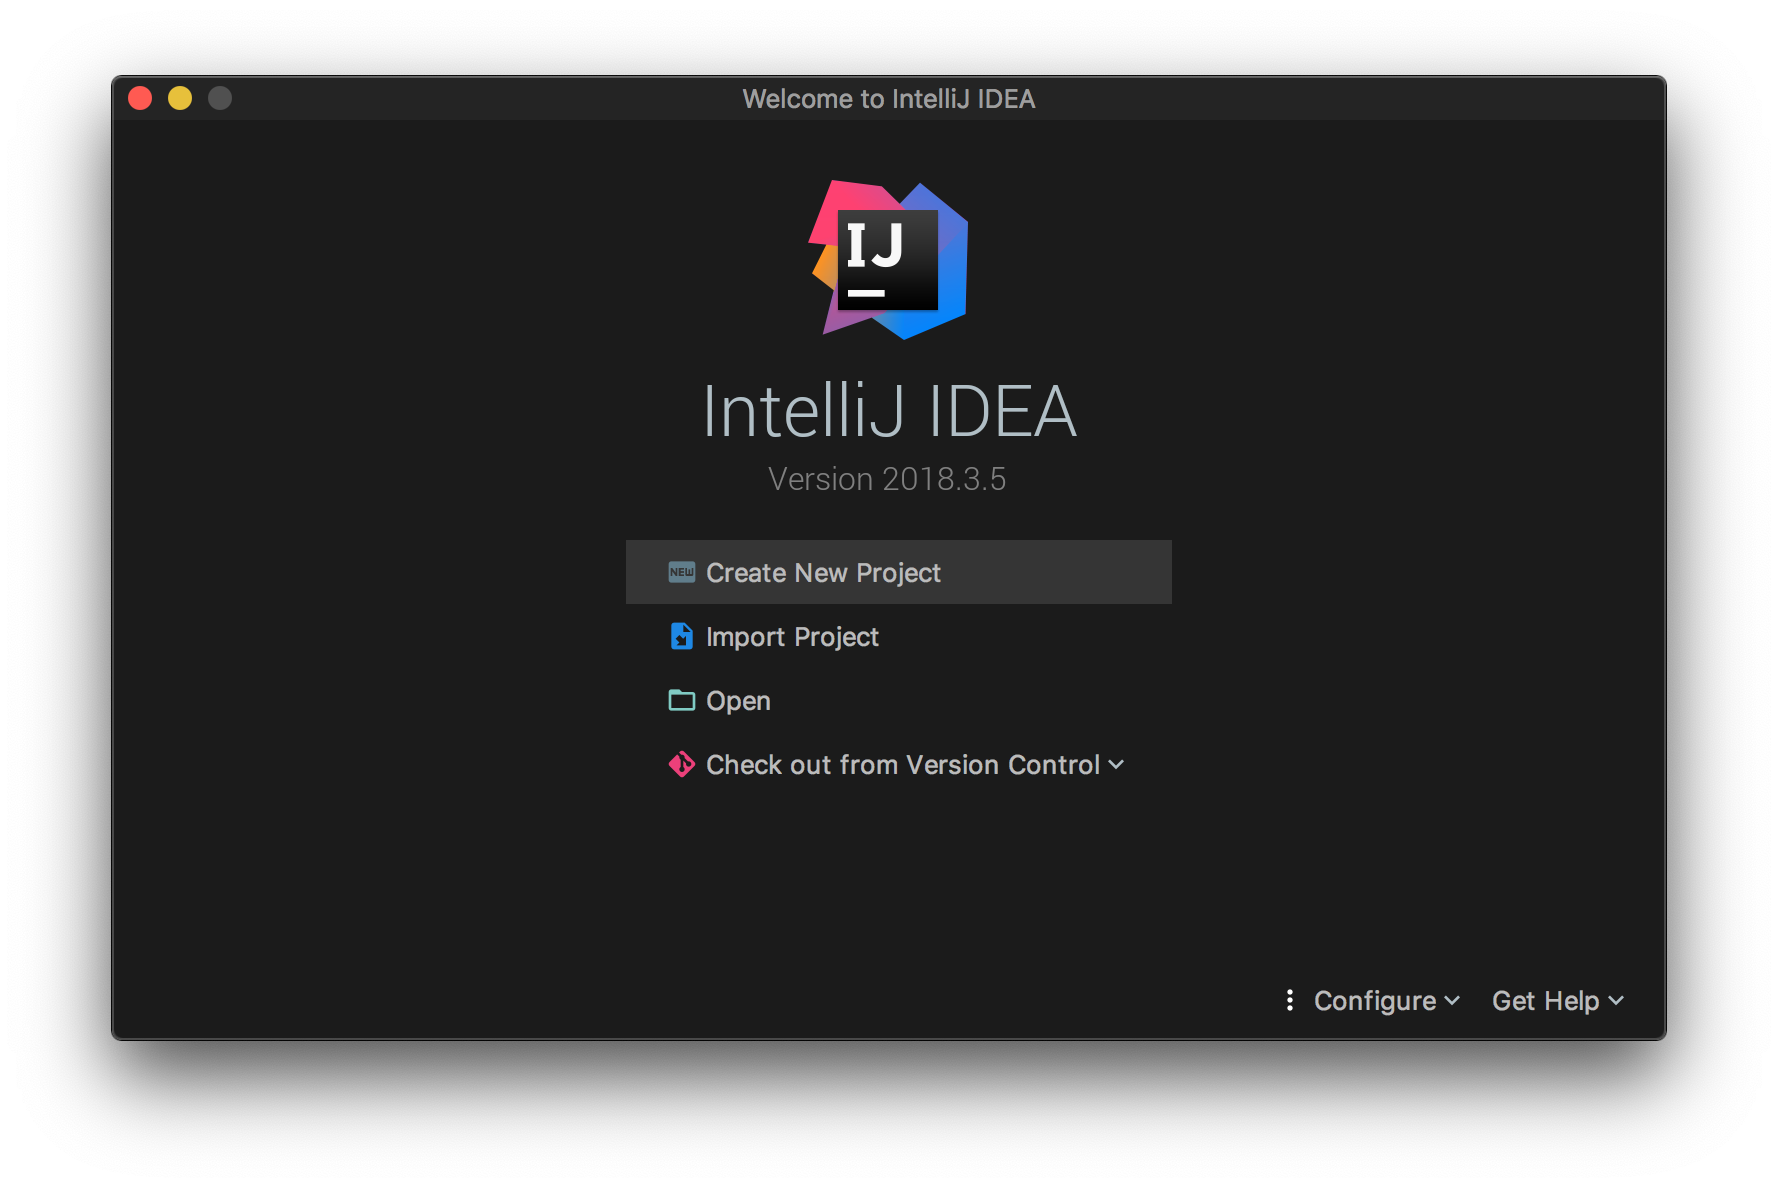 Welcome to IntelliJ IDEA
IJ
IntelliJ IDEA
Version 2018.3.5
NEW Create New Project
Import Project
Open
Check out from Version Control
Configure
Get Help